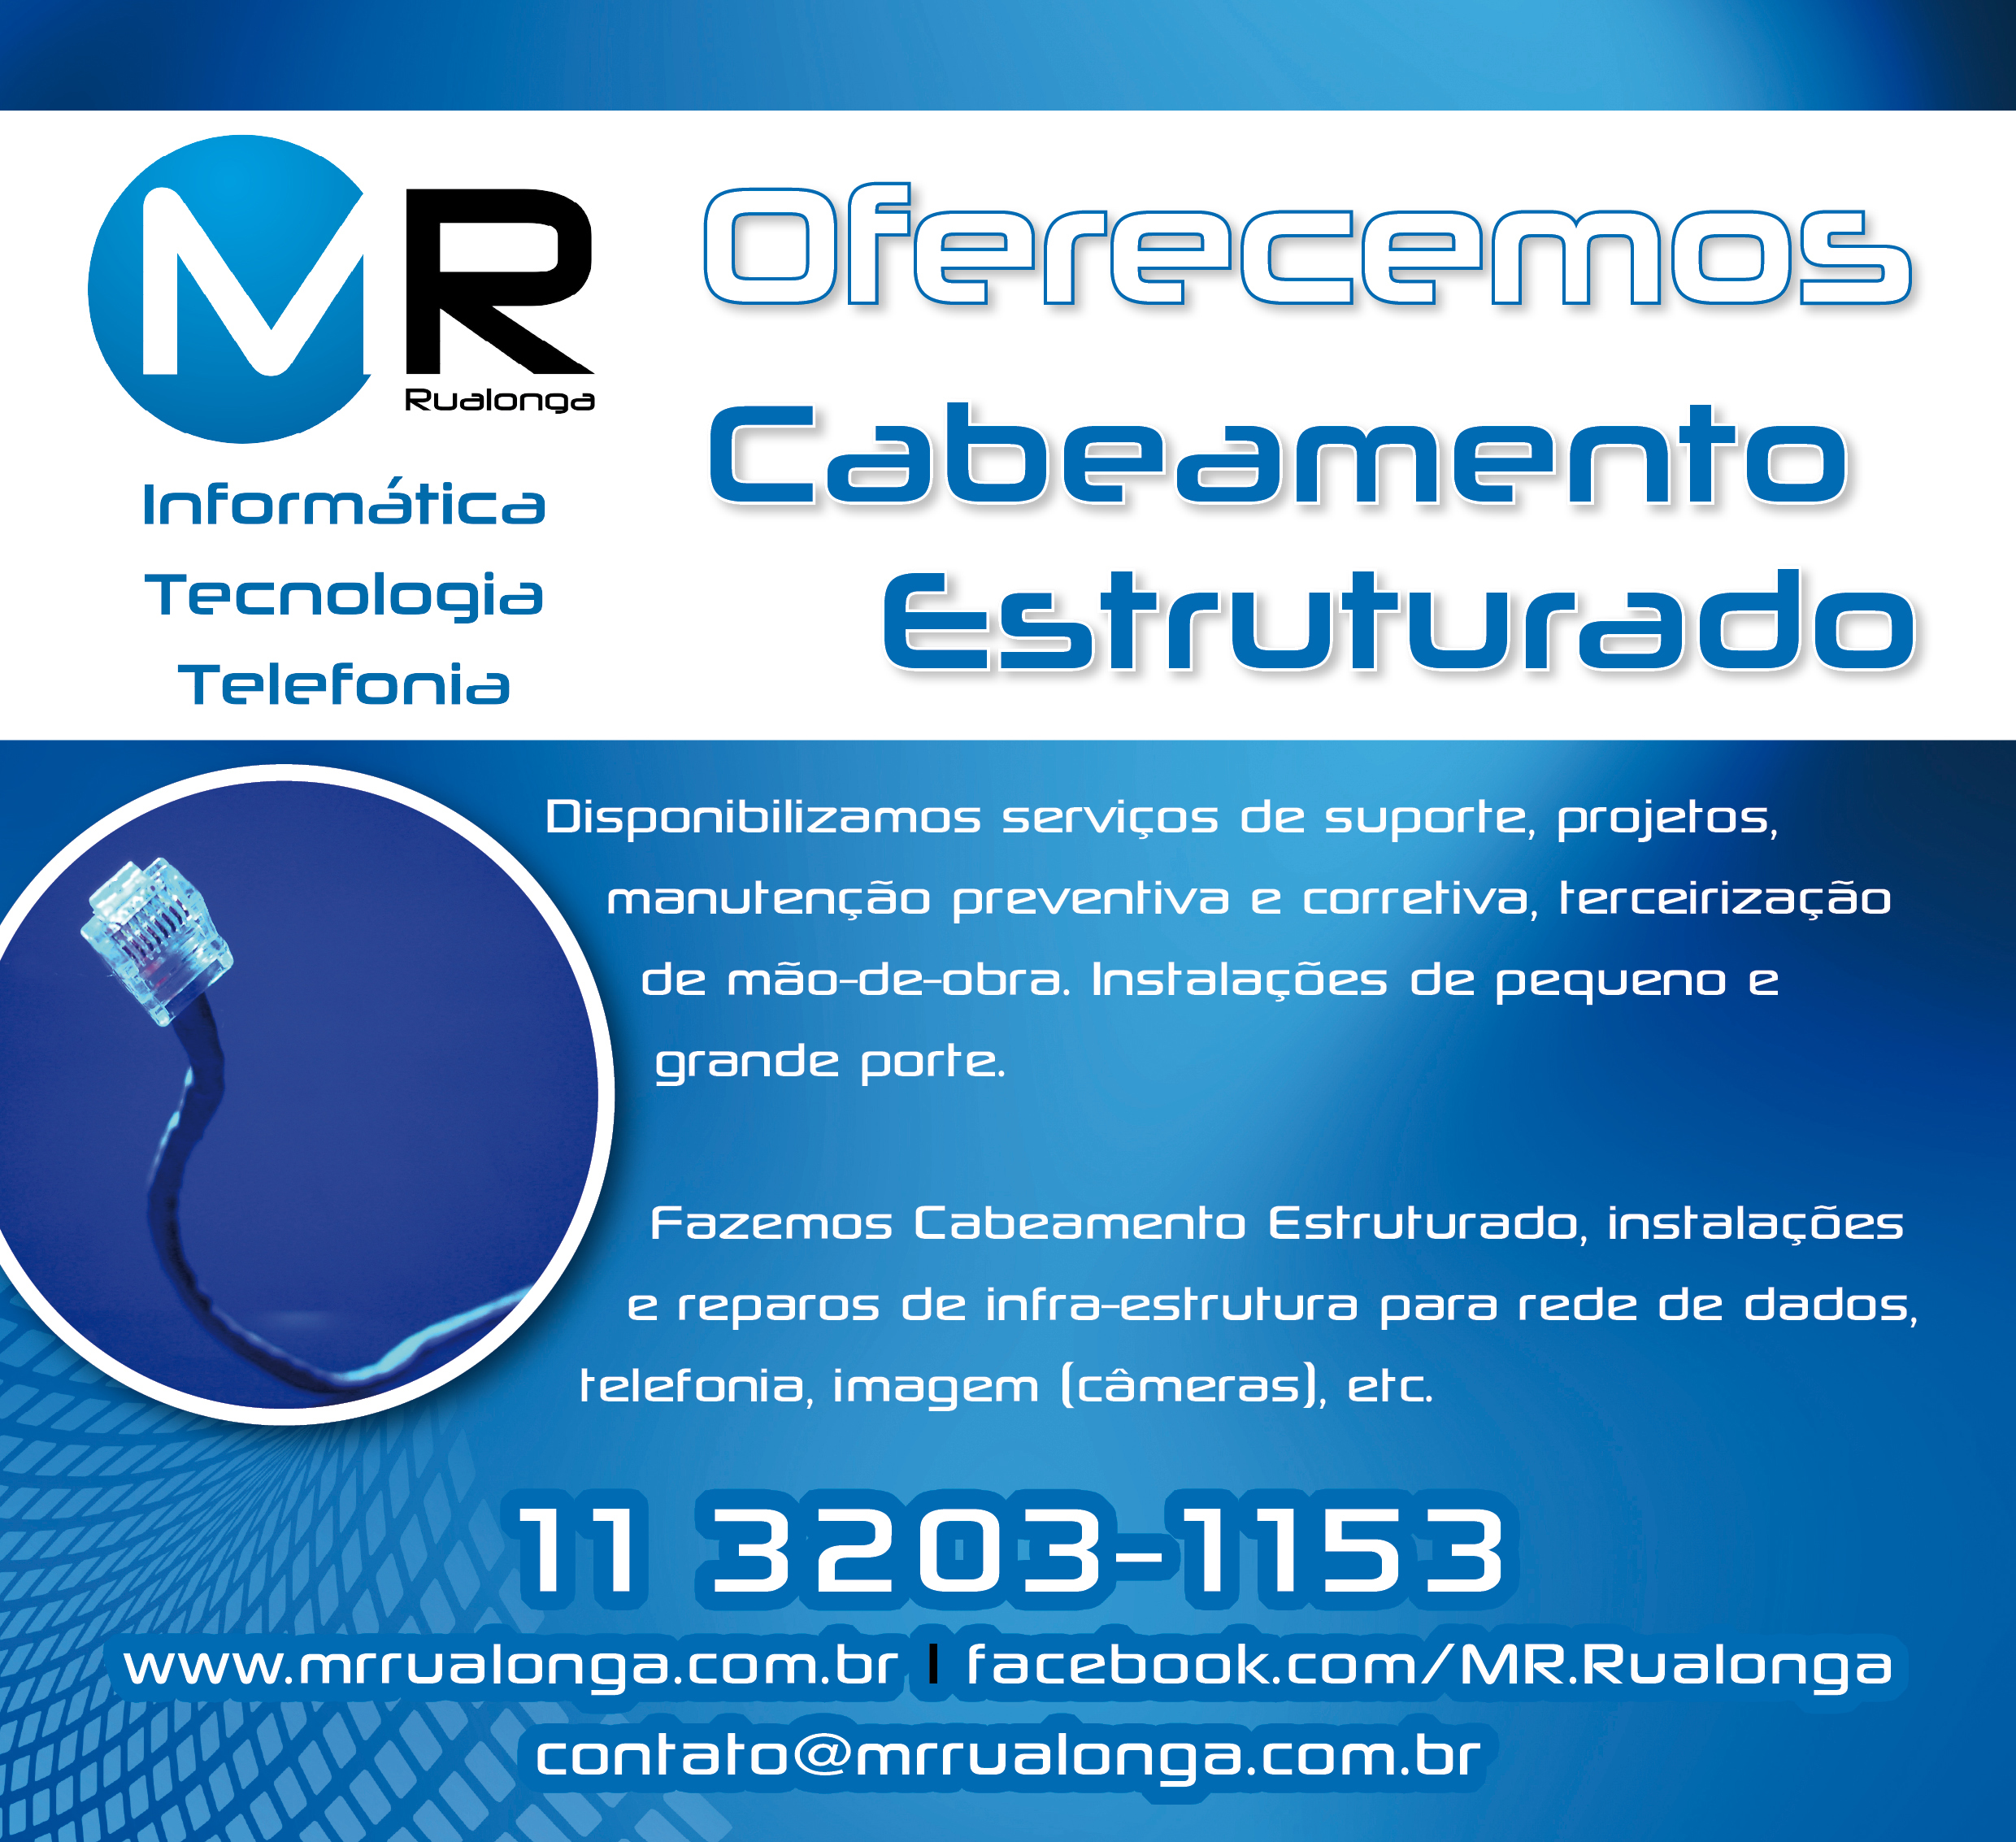 MR
Rualonga
Informática
Tecnologia
Telefonia
Oferecemos
Cabeamento
Estruturado
Disponibilizamos serviços de suporte, projetos,
manutenção preventiva e corretiva, terceirização
de mão-de-obra. Instalações de pequeno e
grande porte.
Fazemos Cabeamento Estruturado, instalações
e reparos de infra-estrutura para rede de dados,
telefonia, imagem (câmeras), etc.
11 3203-1153
www.mrrualonga.com.br | facebook.com/MR.Rualonga
contato@mrrualonga.com.br